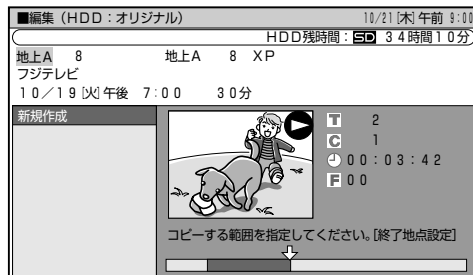 ■編集（HDD：オリジナル） 10/21[木]午前 9:00
HDD残時間：SD 34時間10分
地上A 8 地上A 8 XP
フジテレビ
10／19[火]午後 7:00 30分
新規作成
T 2
C 1
00：03：42
F 00
コピーする範囲を指定してください。[終了地点設定]